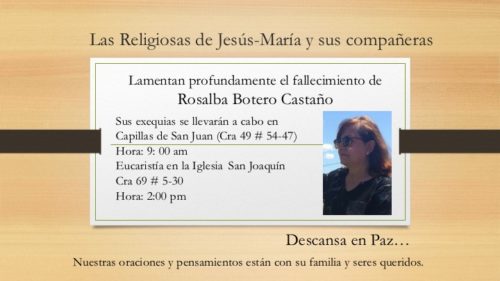 Las Religiosas de Jesús-María y sus compañeras
Lamentan profundamente el fallecimiento de
Rosalba Botero Castaño
Sus exequias se llevarán a cabo en
Capillas de San Juan (Cra 49 # 54-47)
Hora: 9: 00 am
Eucaristía en la Iglesia San Joaquín
Cra 69 # 5-30
Hora: 2:00 pm
Descansa en Paz…
Nuestras oraciones y pensamientos están con su familia y seres queridos.